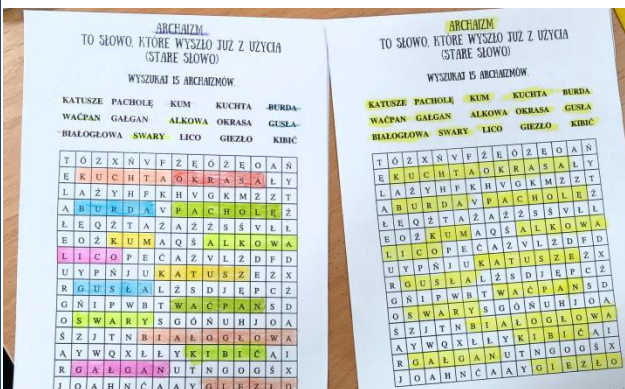 ARCHAIZM
TO SŁOWO, KTÓRE WYSZŁO JUŻ Z UŻYCIA
(STARE SŁOWO)
WYSZUKAJ 15 ARCHAIZMÓW.
KATUSZE PACHOLĘ KUM KUCHTA BURDA
WAĆPAN GAŁGAN ALKOWA OKRASA GUSŁA
BIAŁOGŁOWA SWARY LICO GIEZŁO KIBIĆ
T Ó Ż X Ń V F Ż Ę Ó Ż Ę O A Ń
Ę K U C H T A O K R A S A Ł Y
L A Ż Y H F K H V G K M Ż Z T
Ą B U R D A V P A C H O L Ę Ż
Ł Ę Q Ż T A Ż A Ż Ż S Ś V Ł Ł
E O Ż K U M A Q Ś A L K O W A
L I C O P E Ć A Ż V L Ż D F D
U Y P Ń J U K A T U S Z E Ż X
R G U S Ł A L Ż S D J Ę P C Ż
G Ń I P W B T W A Ć P A N S D
O S W A R Y S G Ó Ń U H J O Ą
Ś Z J T N B I A Ł O G Ł O W A
Ą Y W Q X Ł Ł Y K I B I Ć A I
R G A Ł G A N U T N G O G Ś X
J O A H N Ć A A Y G I E Z Ł O
ARCHAIZM
TO SŁOWO, KTÓRE WYSZŁO JUŻ Z UŻYCIA
(STARE SŁOWO)
WYSZUKAJ 15 ARCHAIZMÓW.
KATUSZE PACHOLĘ KUM KUCHTA BURDA
WAĆPAN GAŁGAN ALKOWA OKRASA GUSŁA
BIAŁOGŁOWA SWARY LICO GIEZŁO KIBIĆ
T Ó Ż X Ń V F Ż Ę Ó Ż Ę O A Ń
Ę K U C H T A O K R A S A Ł Y
L A Ż Y H F K H V G K M Ż Z T
Ą B U R D A V P A C H O L Ę Ż
Ł Ę Q Ż T A Ż A Ż Ż S Ś V Ł Ł
E O Ż K U M A Q Ś A L K O W A
L I C O P E Ć A Ż V L Ż D F D
U Y P Ń J U K A T U S Z E Ż X
R G U S Ł A L Ż S D J Ę P C Ż
G Ń I P W B T W A Ć P A N S D
O S W A R Y S G Ó Ń U H J O Ą
Ś Z J T N B I A Ł O G Ł O W A
Ą Y W Q X Ł Ł Y K I B I Ć A I
R G A Ł G A N U T N G O G Ś X
J O A H N Ć A A Y G I E Z Ł O